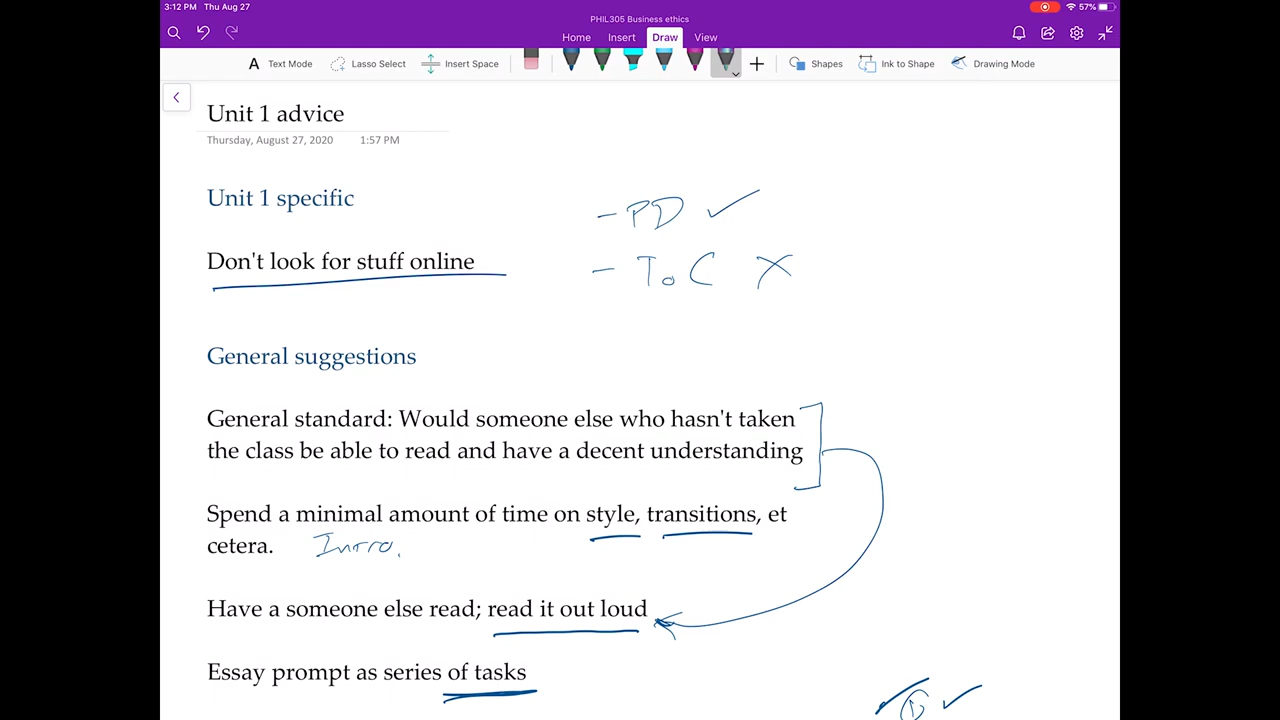 3:12 PM Thu Aug 27
57%
PHIL305 Business ethics
Home Insert Draw View
A Text Mode Lasso Select Insert Space Shapes Ink to Shape Drawing Mode
Unit 1 advice
Thursday, August 27, 2020 1:57 PM
Unit 1 specific
- PD ✓
Don't look for stuff online
- ToC X
General suggestions
General standard: Would someone else who hasn't taken
the class be able to read and have a decent understanding
Spend a minimal amount of time on style, transitions, et
cetera. Intro.
Have a someone else read; read it out loud
Essay prompt as series of tasks
① ✓